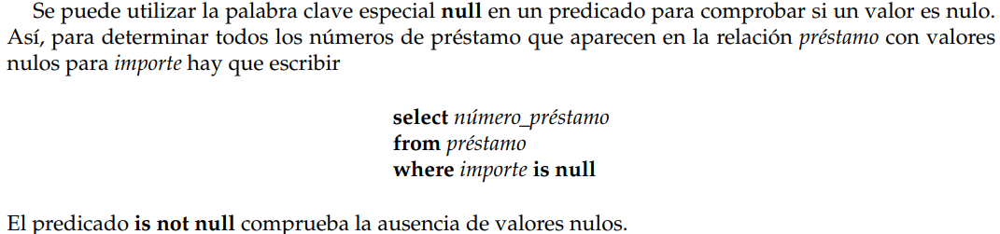 Se puede utilizar la palabra clave especial null en un predicado para comprobar si un valor es nulo.
Así, para determinar todos los números de préstamo que aparecen en la relación préstamo con valores
nulos para importe hay que escribir
select número_préstamo
from préstamo
where importe is null
El predicado is not null comprueba la ausencia de valores nulos.